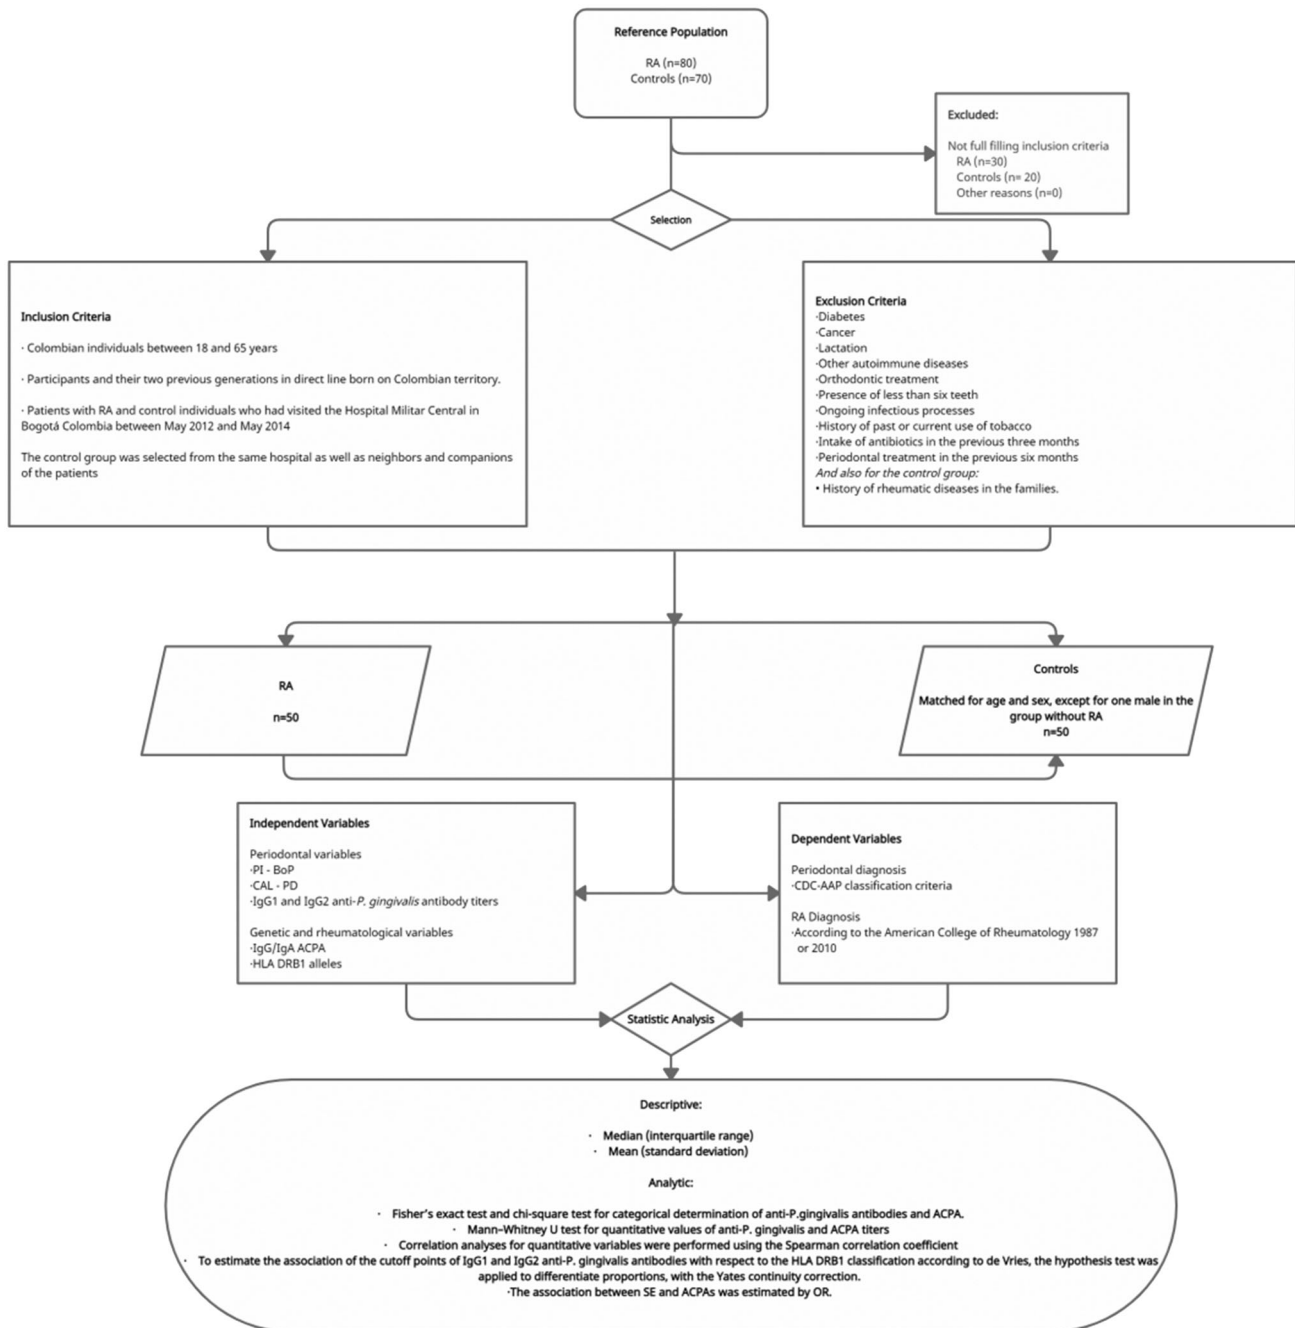 Reference Population
RA (n=80)
Controls (n=70)
Excluded:
Not full filling inclusion criteria
RA (n=30)
Controls (n= 20)
Other reasons (n=0)
Selection
Inclusion Criteria
· Colombian individuals between 18 and 65 years
· Participants and their two previous generations in direct line born on Colombian territory.
· Patients with RA and control individuals who had visited the Hospital Militar Central in
Bogotá Colombia between May 2012 and May 2014
The control group was selected from the same hospital as well as neighbors and companions
of the patients
Exclusion Criteria
·Diabetes
·Cancer
·Lactation
·Other autoimmune diseases
·Orthodontic treatment
·Presence of less than six teeth
·Ongoing infectious processes
·History of past or current use of tobacco
·Intake of antibiotics in the previous three months
·Periodontal treatment in the previous six months
And also for the control group:
• History of rheumatic diseases in the families.
RA
n=50
Controls
Matched for age and sex, except for one male in the
group without RA
n=50
Independent Variables
Periodontal variables
·PI - BoP
·CAL - PD
·IgG1 and IgG2 anti-P. gingivalis antibody titers
Genetic and rheumatological variables
·IgG/IgA ACPA
·HLA DRB1 alleles
Dependent Variables
Periodontal diagnosis
·CDC-AAP classification criteria
RA Diagnosis
·According to the American College of Rheumatology 1987
or 2010
Statistic Analysis
Descriptive:
· Median (interquartile range)
· Mean (standard deviation)
Analytic:
· Fisher's exact test and chi-square test for categorical determination of anti-P.gingivalis antibodies and ACPA.
· Mann–Whitney U test for quantitative values of anti-P. gingivalis and ACPA titers
· Correlation analyses for quantitative variables were performed using the Spearman correlation coefficient
· To estimate the association of the cutoff points of IgG1 and IgG2 anti-P. gingivalis antibodies with respect to the HLA DRB1 classification according to de Vries, the hypothesis test was
applied to differentiate proportions, with the Yates continuity correction.
·The association between SE and ACPAs was estimated by OR.